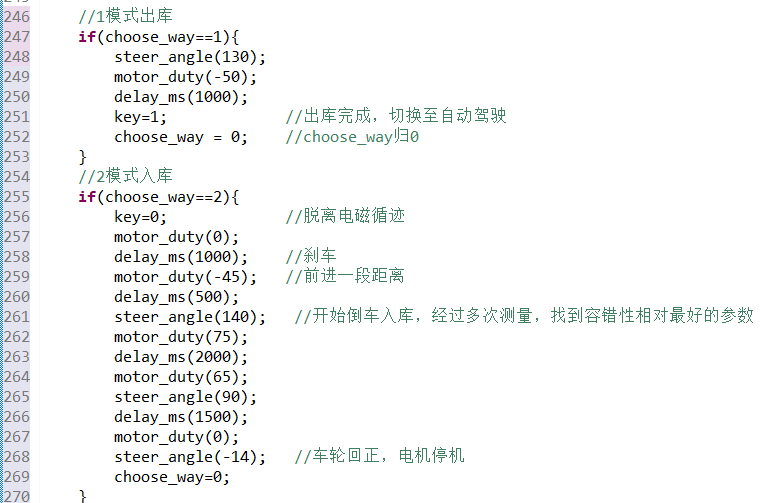 246 //1模式出库
247 if(choose_way==1){
248 steer_angle(130);
249 motor_duty(-50);
250 delay_ms(1000);
251 key=1; //出库完成，切换至自动驾驶
252 choose_way = 0; //choose_way归0
253 }
254 //2模式入库
255 if(choose_way==2){
256 key=0; //脱离电磁循迹
257 motor_duty(0);
258 delay_ms(1000); //刹车
259 motor_duty(-45); //前进一段距离
260 delay_ms(500);
261 steer_angle(140); //开始倒车入库，经过多次测量，找到容错性相对最好的参数
262 motor_duty(75);
263 delay_ms(2000);
264 motor_duty(65);
265 steer_angle(90);
266 delay_ms(1500);
267 motor_duty(0);
268 steer_angle(-14); //车轮回正，电机停机
269 choose_way=0;
270 }